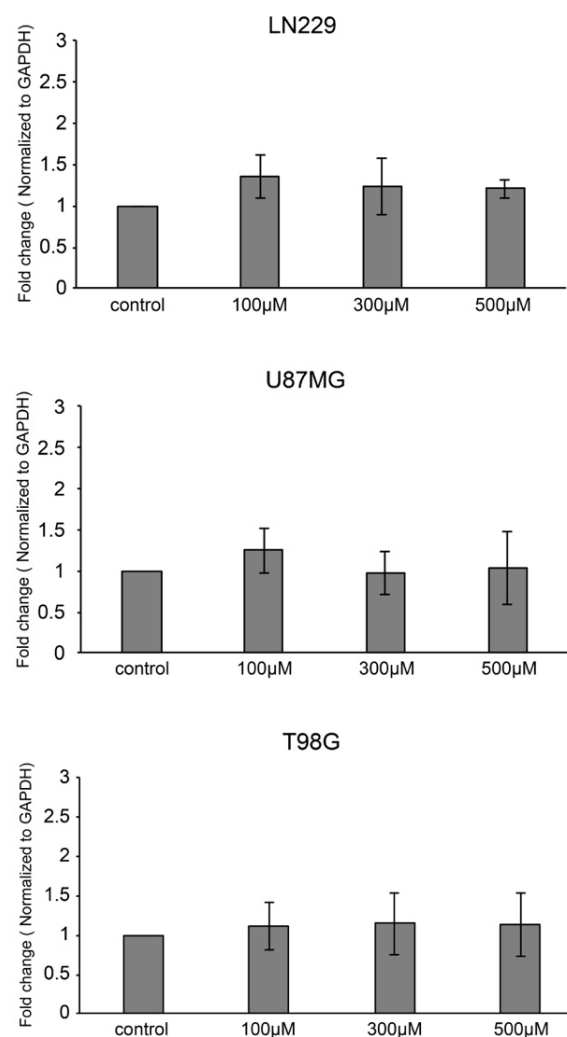 LN229
Fold change ( Normalized to GAPDH)
3
2.5
2
1.5
1
0.5
0
control 100µM 300µM 500µM
U87MG
Fold change ( Normalized to GAPDH)
3
2.5
2
1.5
1
0.5
0
control 100µM 300µM 500µM
T98G
Fold change ( Normalized to GAPDH)
3
2.5
2
1.5
1
0.5
0
control 100µM 300µM 500µM